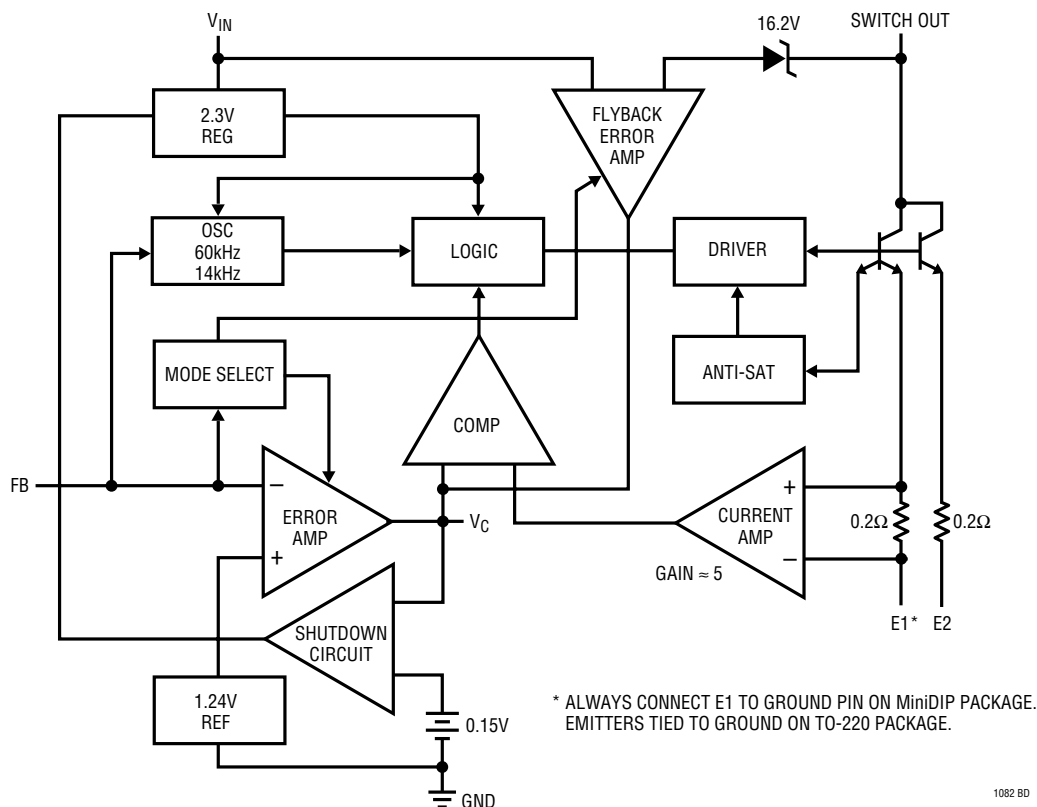 VIN
16.2V
SWITCH OUT
2.3V
REG
FLYBACK
ERROR
AMP
OSC
60kHz
14kHz
LOGIC
DRIVER
MODE SELECT
ANTI-SAT
COMP
FB
–
ERROR
AMP
+
VC
+
CURRENT
AMP
–
0.2Ω
0.2Ω
GAIN ≈ 5
E1*
E2
SHUTDOWN
CIRCUIT
1.24V
REF
0.15V
GND
* ALWAYS CONNECT E1 TO GROUND PIN ON MiniDIP PACKAGE.
EMITTERS TIED TO GROUND ON TO-220 PACKAGE.
1082 BD